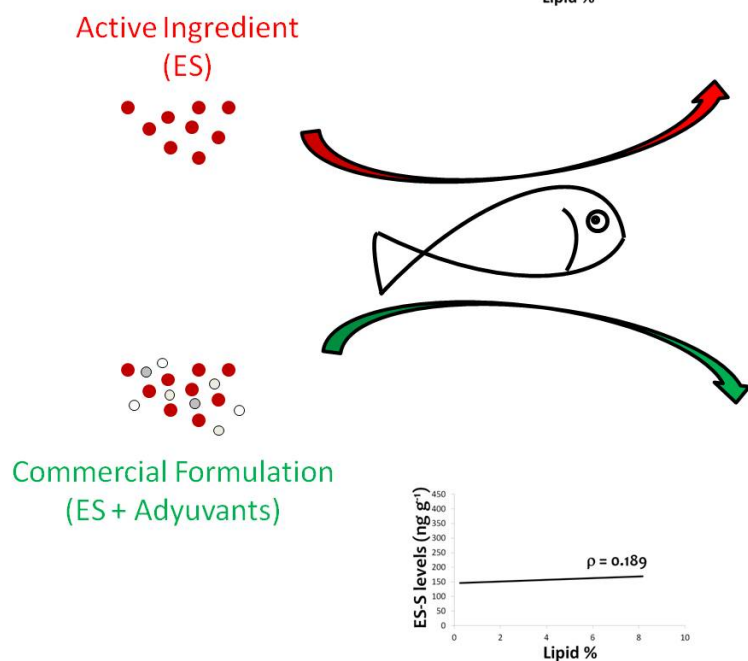 Lipid %
Active Ingredient
(ES)
Commercial Formulation
(ES + Adyuvants)
ES-S levels (ng g⁻¹)
450
400
350
300
250
200
150
100
50
0
ρ = 0.189
0 2 4 6 8 10
Lipid %